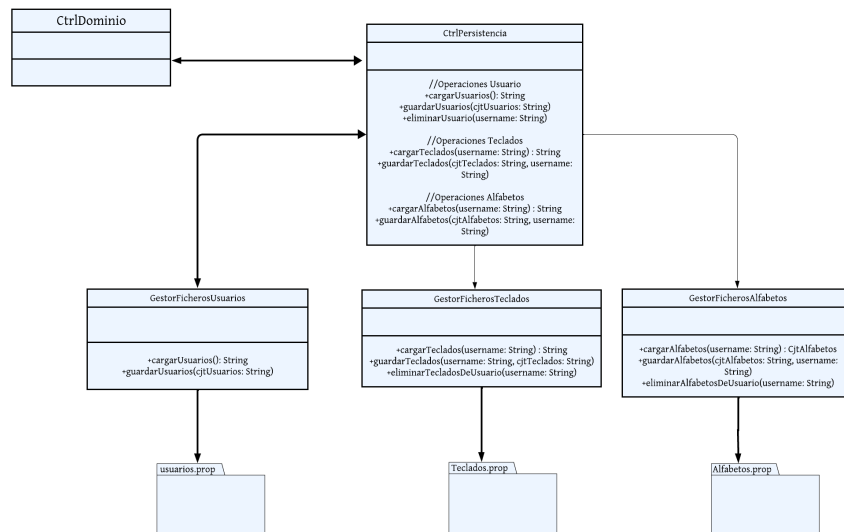 CtrlDominio
CtrlPersistencia
//Operaciones Usuario
+cargarUsuarios(): String
+guardarUsuarios(cjtUsuarios: String)
+eliminarUsuario(username: String)
//Operaciones Teclados
+cargarTeclados(username: String) : String
+guardarTeclados(cjtTeclados: String, username:
String)
//Operaciones Alfabetos
+cargarAlfabetos(username: String) : String
+guardarAlfabetos(cjtAlfabetos: String, username:
String)
GestorFicherosUsuarios
+cargarUsuarios(): String
+guardarUsuarios(cjtUsuarios: String)
GestorFicherosTeclados
+cargarTeclados(username: String) : String
+guardarTeclados(username: String, cjtTeclados: String)
+eliminarTecladosDeUsuario(username: String)
GestorFicherosAlfabetos
+cargarAlfabetos(username: String) : CjtAlfabetos
+guardarAlfabetos(cjtAlfabetos: String, username:
String)
+eliminarAlfabetosDeUsuario(username: String)
usuarios.prop
Teclados.prop
Alfabetos.prop